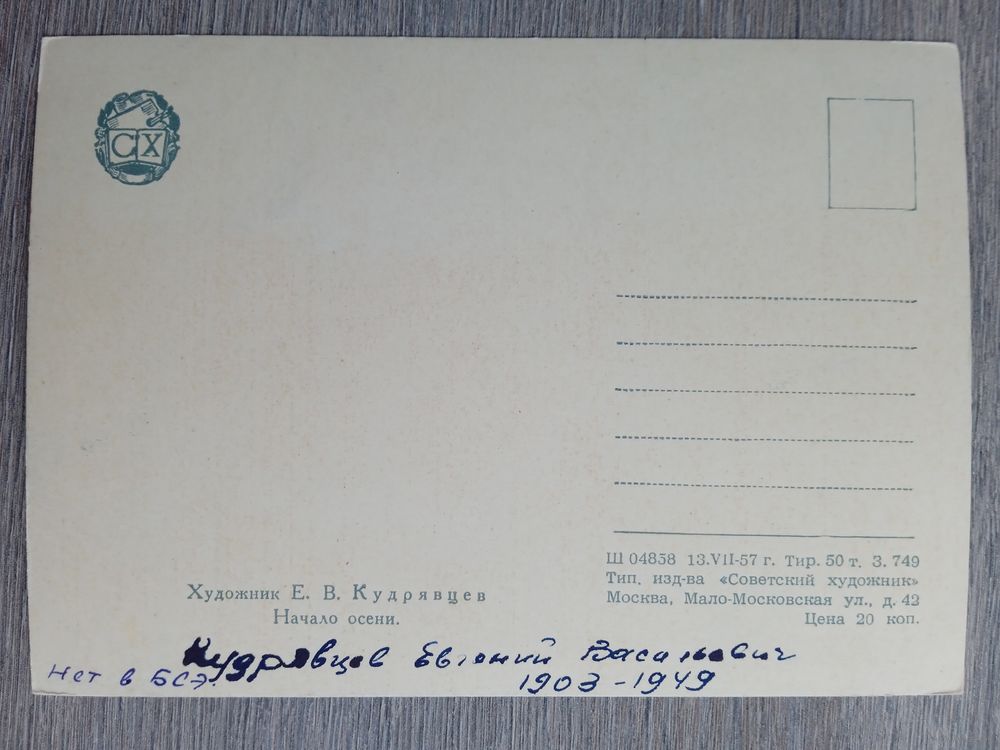 СХ
Ш 04858 13.VII-57 г. Тир. 50 т. З. 749
Тип. изд-ва «Советский художник»
Москва, Мало-Московская ул., д. 42
Цена 20 коп.
Художник Е. В. Кудрявцев
Начало осени.
Кудрявцев Евгений Васильевич
Нет в БСЭ.
1903-1949